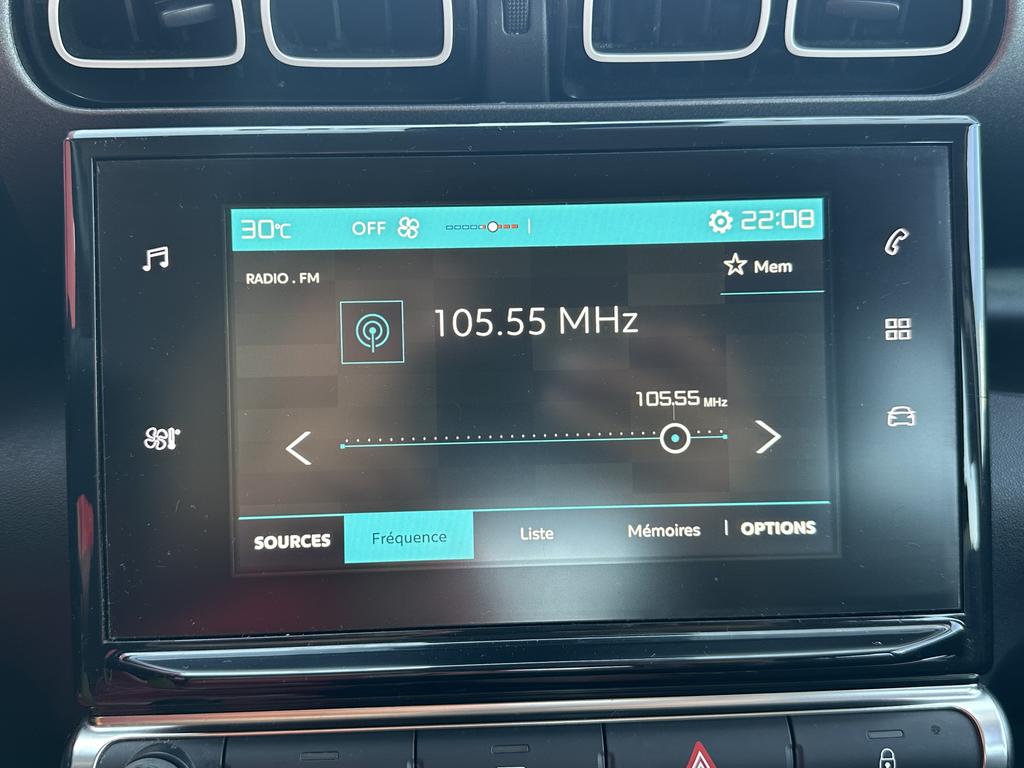 30°C OFF 22:08
RADIO . FM Mem
105.55 MHz
105.55 MHz
SOURCES Fréquence Liste Mémoires OPTIONS